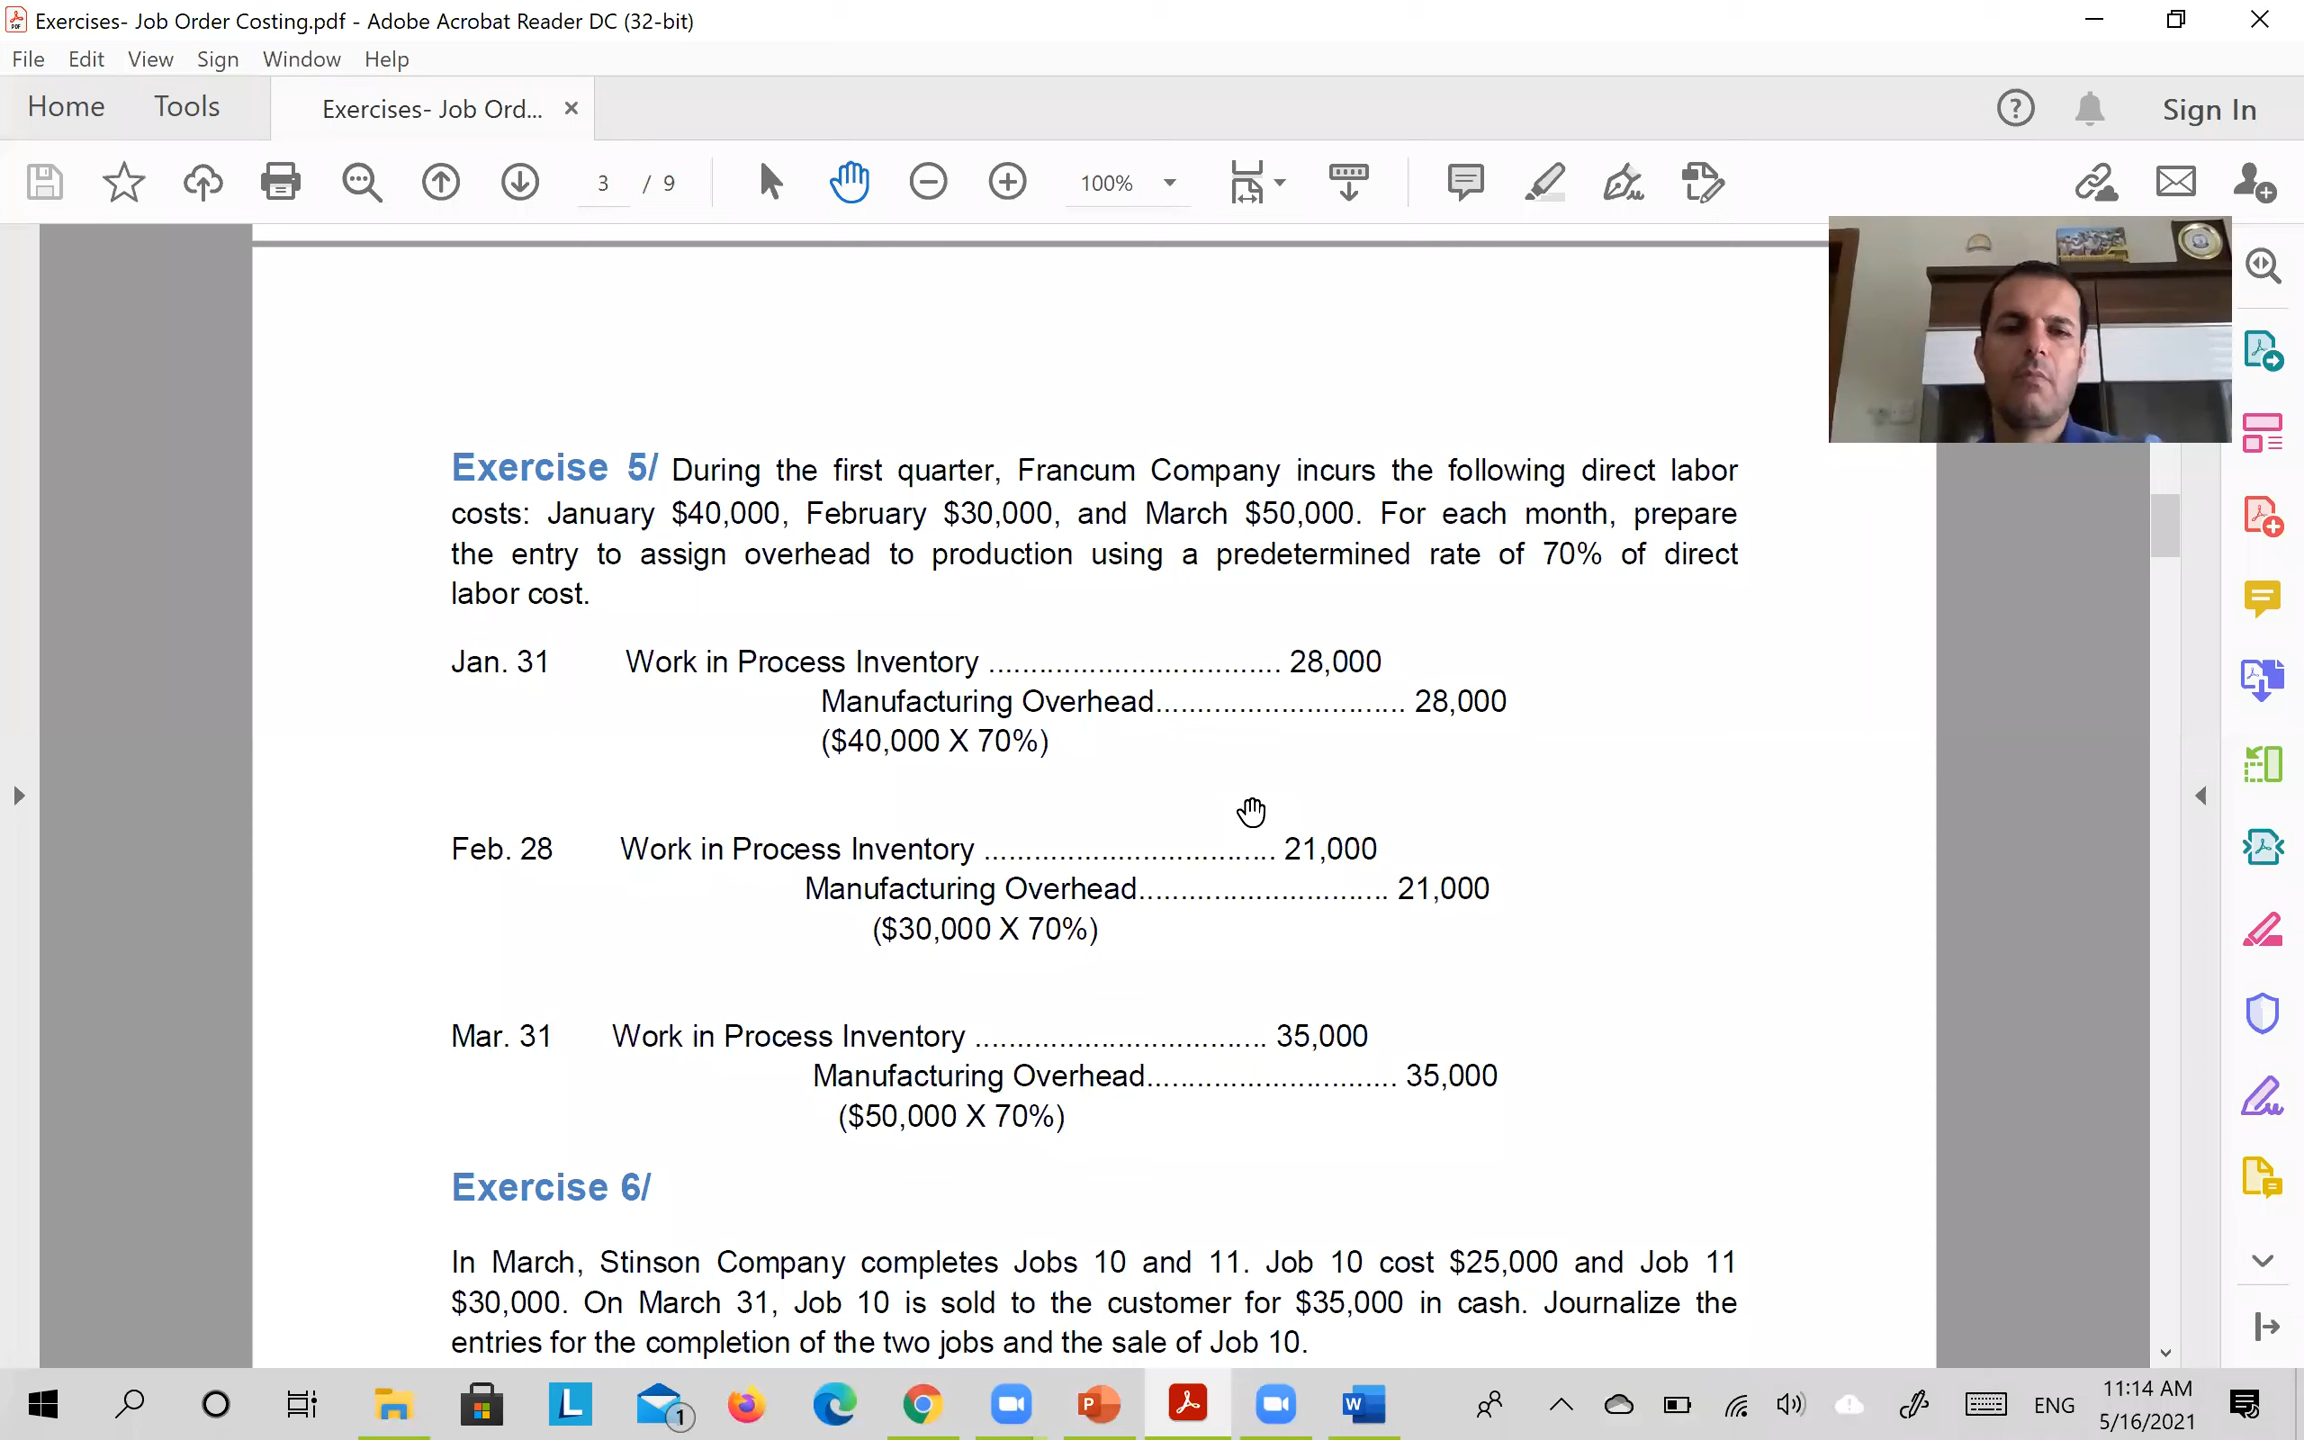 Exercises- Job Order Costing.pdf - Adobe Acrobat Reader DC (32-bit)
File Edit View Sign Window Help
Home Tools Exercises- Job Ord... Sign In
3 / 9 100%
Exercise 5/ During the first quarter, Francum Company incurs the following direct labor
costs: January $40,000, February $30,000, and March $50,000. For each month, prepare
the entry to assign overhead to production using a predetermined rate of 70% of direct
labor cost.
Jan. 31 Work in Process Inventory ................................... 28,000
Manufacturing Overhead.............................. 28,000
($40,000 X 70%)
Feb. 28 Work in Process Inventory ................................... 21,000
Manufacturing Overhead.............................. 21,000
($30,000 X 70%)
Mar. 31 Work in Process Inventory ................................... 35,000
Manufacturing Overhead.............................. 35,000
($50,000 X 70%)
Exercise 6/
In March, Stinson Company completes Jobs 10 and 11. Job 10 cost $25,000 and Job 11
$30,000. On March 31, Job 10 is sold to the customer for $35,000 in cash. Journalize the
entries for the completion of the two jobs and the sale of Job 10.
L 1 P W ENG 11:14 AM
5/16/2021